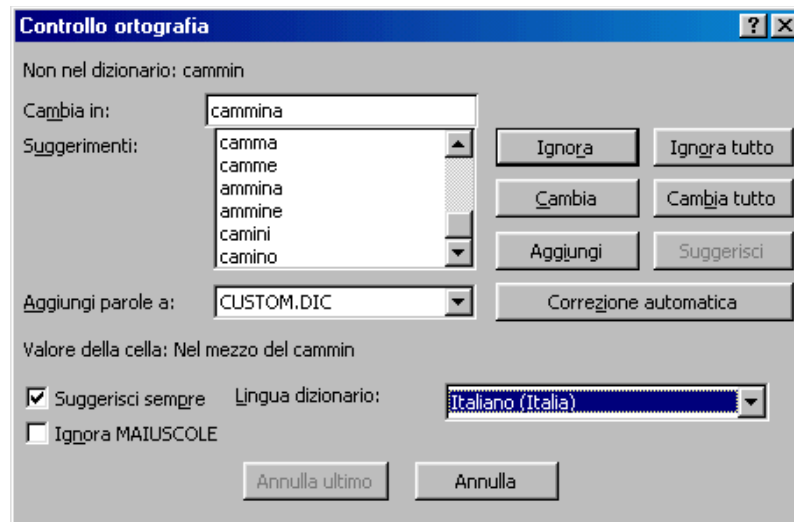 Controllo ortografia
Non nel dizionario: cammin
Cambia in: cammina
Suggerimenti:
camma
camme
ammina
ammine
camini
camino
Ignora Ignora tutto
Cambia Cambia tutto
Aggiungi Suggerisci
Aggiungi parole a: CUSTOM.DIC Correzione automatica
Valore della cella: Nel mezzo del cammin
Suggerisci sempre Lingua dizionario: Italiano (Italia)
Ignora MAIUSCOLE
Annulla ultimo Annulla